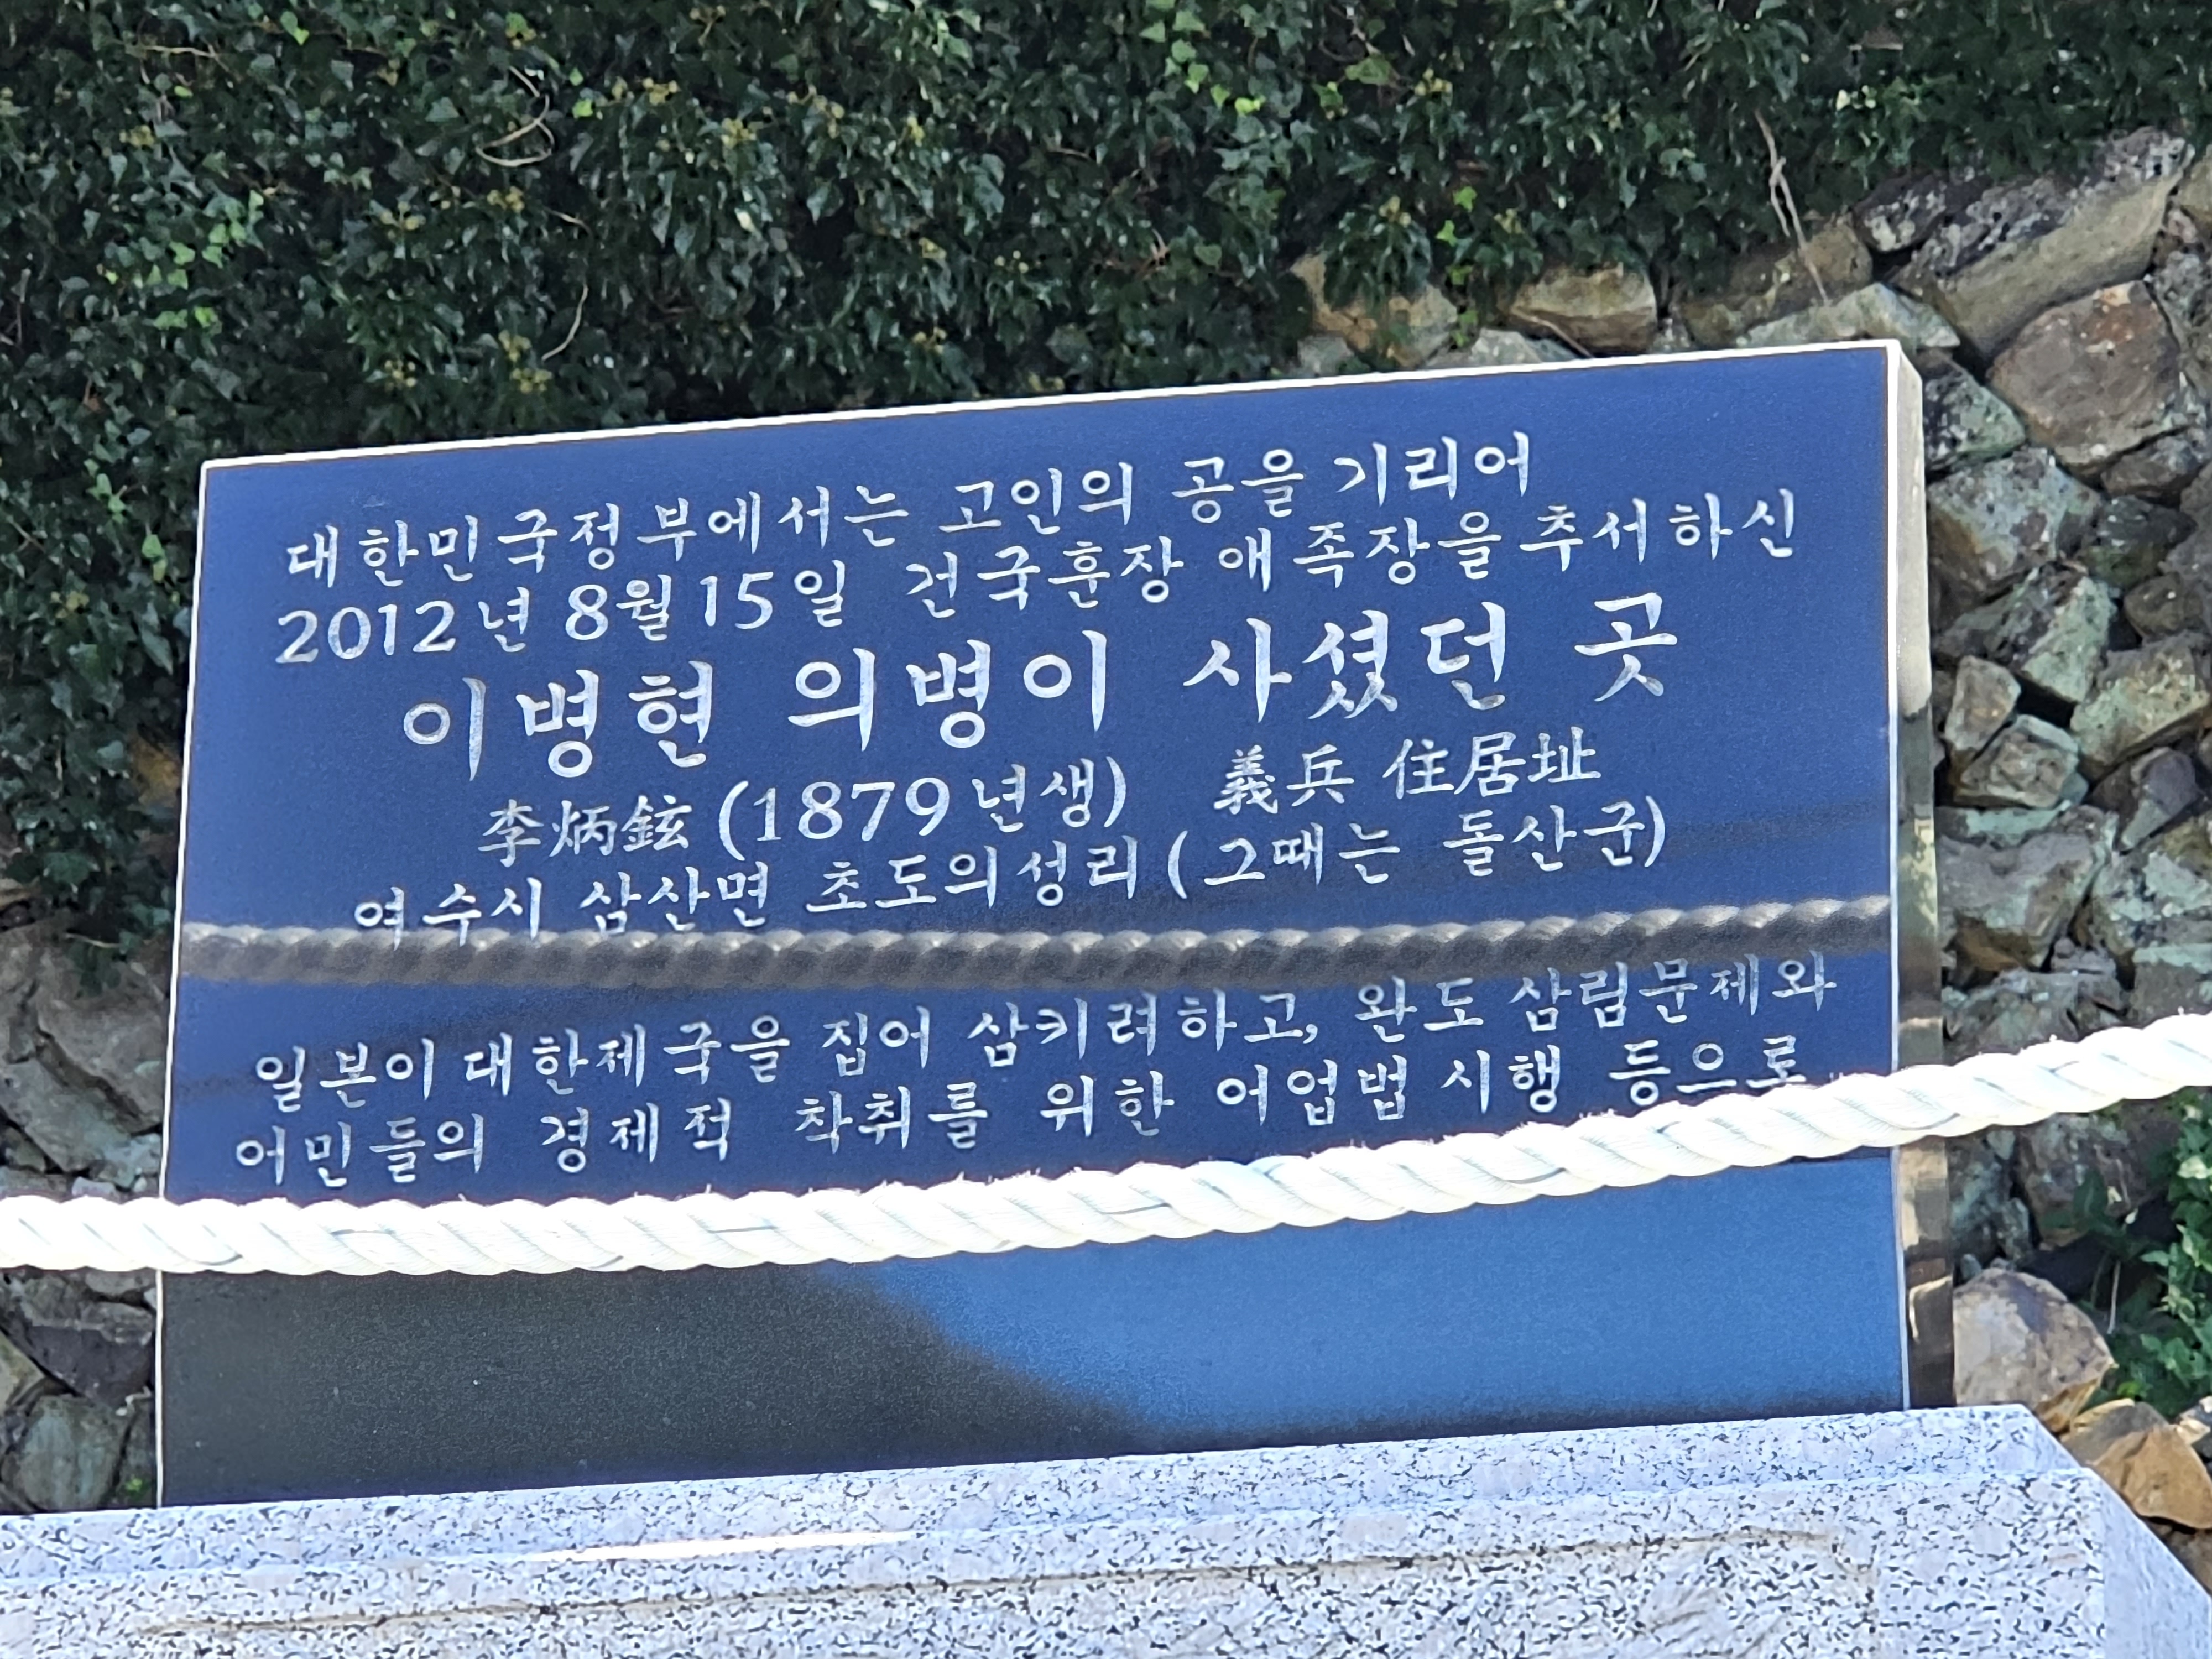 대한민국정부에서는 고인의 공을 기리어
2012년 8월 15일 건국훈장 애족장을 추서하신
이병현 의병이 사셨던 곳
李炳鉉 (1879년생) 義兵 住居址
여수시 삼산면 초도의성리 (그때는 돌산군)
일본이 대한제국을 집어 삼키려하고, 완도 삼림문제와
어민들의 경제적 착취를 위한 어업법 시행 등으로